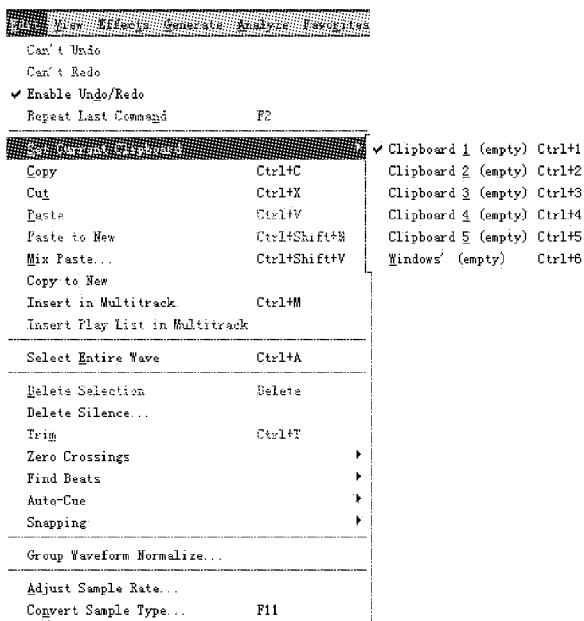 Edit View Effects Generate Analyze Favorites
Can't Undo
Can't Redo
✔ Enable Undo/Redo
Repeat Last Command F2
Set Current Clipboard
Copy Ctrl+C
Cut Ctrl+X
Paste Ctrl+V
Paste to New Ctrl+Shift+N
Mix Paste... Ctrl+Shift+V
Copy to New
Insert in Multitrack Ctrl+M
Insert Play List in Multitrack
Select Entire Wave Ctrl+A
Delete Selection Delete
Delete Silence...
Trim Ctrl+T
Zero Crossings
Find Beats
Auto-Cue
Snapping
Group Waveform Normalize...
Adjust Sample Rate...
Convert Sample Type... F11
✔ Clipboard 1 (empty) Ctrl+1
Clipboard 2 (empty) Ctrl+2
Clipboard 3 (empty) Ctrl+3
Clipboard 4 (empty) Ctrl+4
Clipboard 5 (empty) Ctrl+5
Windows' (empty) Ctrl+6